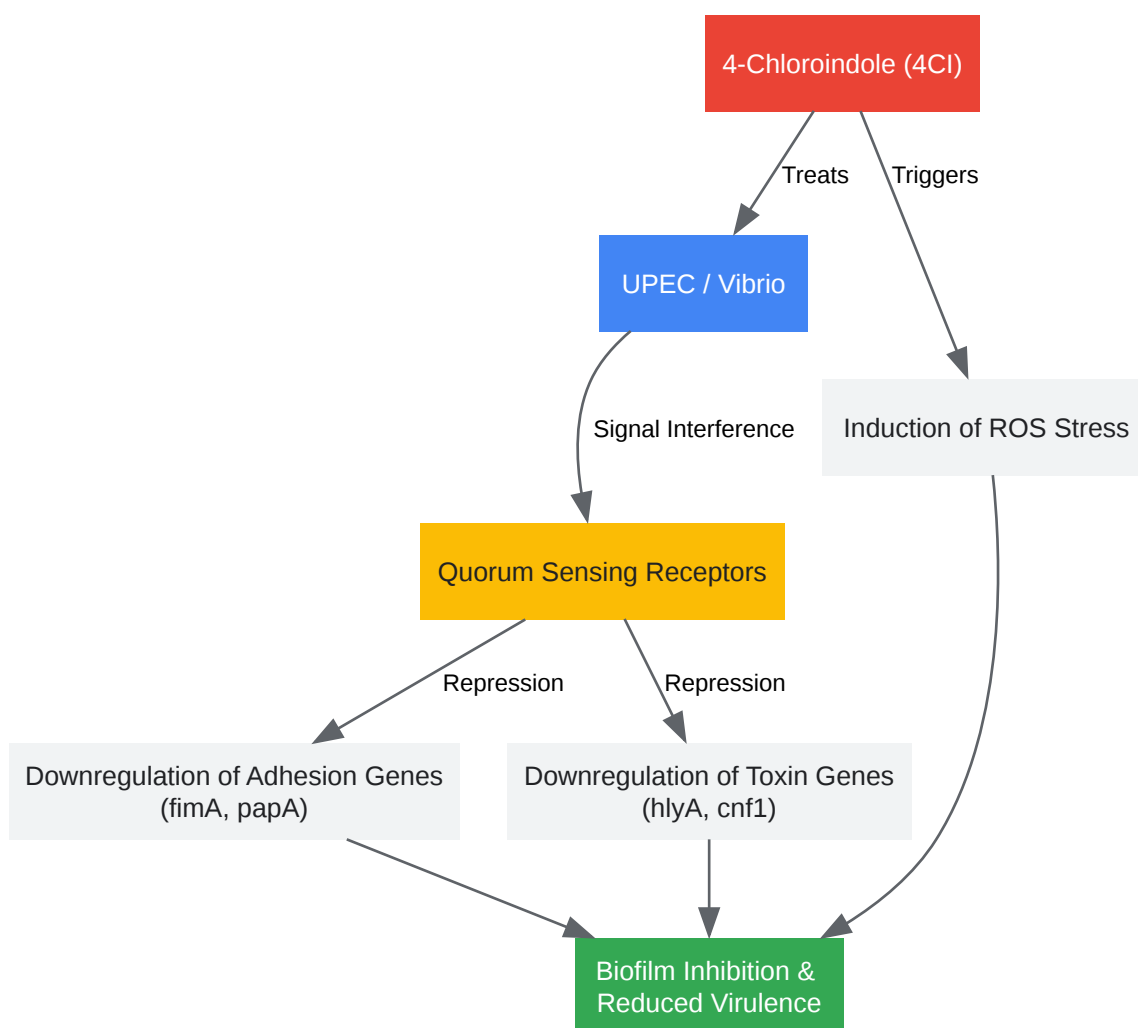 4-Chloroindole (4CI)
Treats
Triggers
UPEC / Vibrio
Signal Interference
Induction of ROS Stress
Quorum Sensing Receptors
Repression
Repression
Downregulation of Adhesion Genes
(fimA, papA)
Downregulation of Toxin Genes
(hlyA, cnf1)
Biofilm Inhibition &
Reduced Virulence